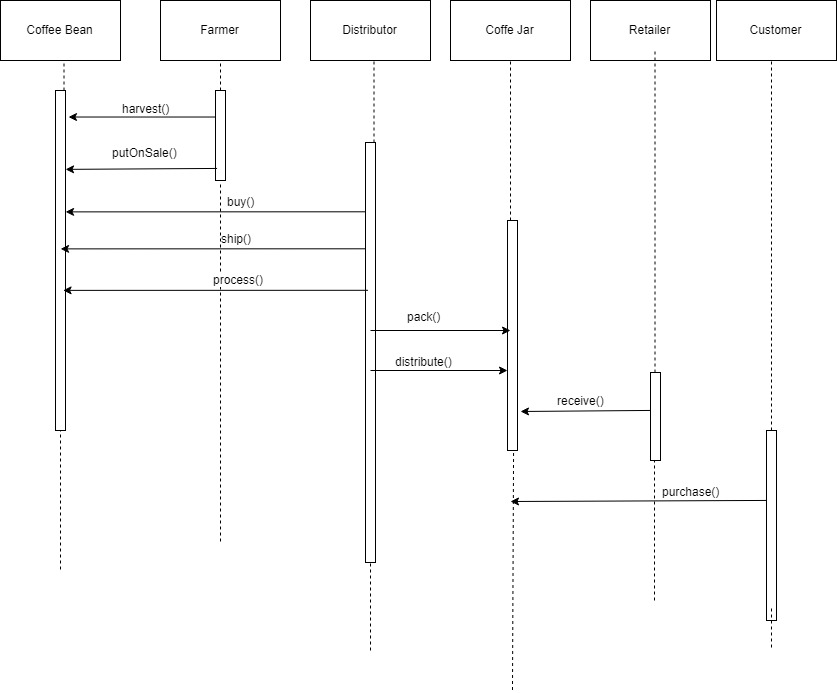 Coffee Bean
Farmer
Distributor
Coffe Jar
Retailer
Customer
harvest()
putOnSale()
buy()
ship()
process()
pack()
distribute()
receive()
purchase()